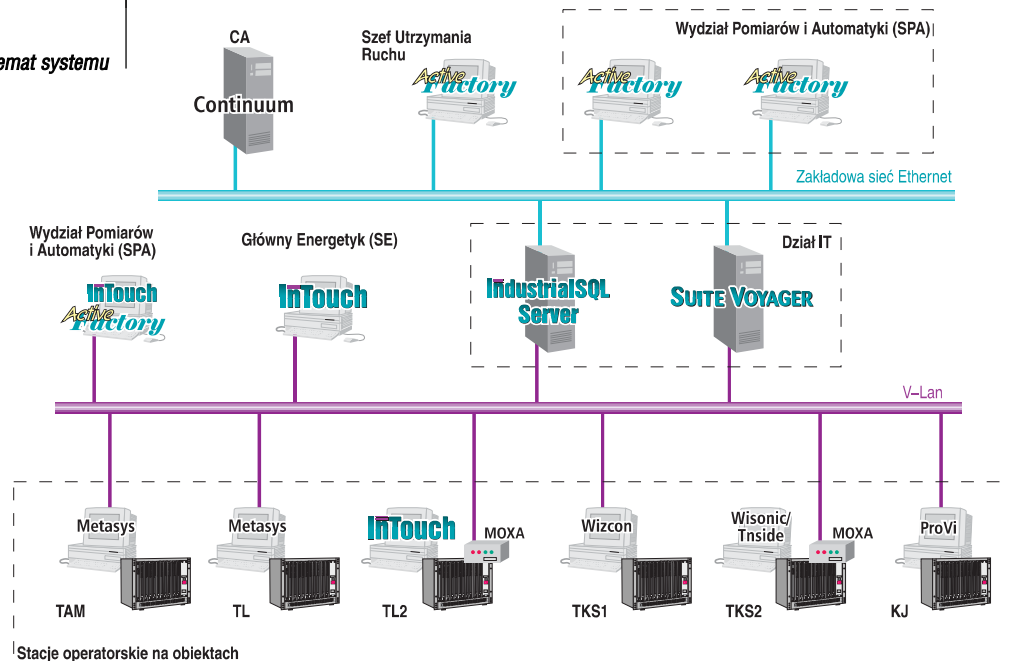 emat systemu
CA
Continuum
Szef Utrzymania
Ruchu
Active
Factory
Wydział Pomiarów i Automatyki (SPA)
Active
Factory
Active
Factory
Zakładowa sieć Ethernet
Wydział Pomiarów
i Automatyki (SPA)
InTouch
Active
Factory
Główny Energetyk (SE)
InTouch
Dział IT
IndustrialSQL
Server
SUITE VOYAGER
V–Lan
Metasys
TAM
Metasys
TL
InTouch
MOXA
TL2
Wizcon
TKS1
Wisonic/
Tnside
MOXA
TKS2
ProVi
KJ
Stacje operatorskie na obiektach